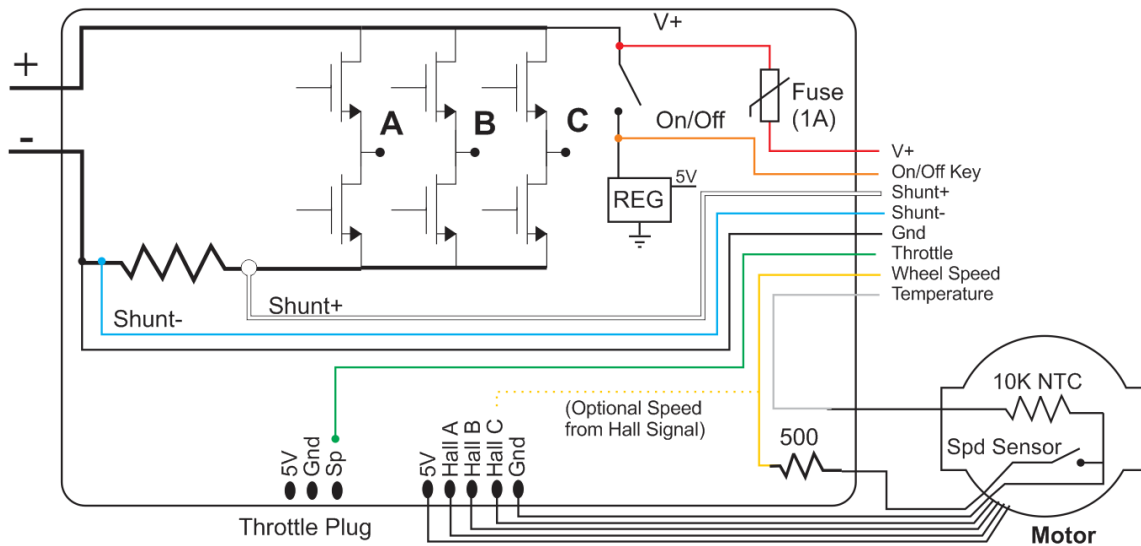 V+
+
-
A
B
C
On/Off
Fuse
(1A)
REG
5V
V+
On/Off Key
Shunt+
Shunt-
Gnd
Throttle
Wheel Speed
Temperature
Shunt-
Shunt+
10K NTC
Spd Sensor
Motor
(Optional Speed
from Hall Signal)
500
5V
Gnd
Sp
Throttle Plug
5V
Hall A
Hall B
Hall C
Gnd